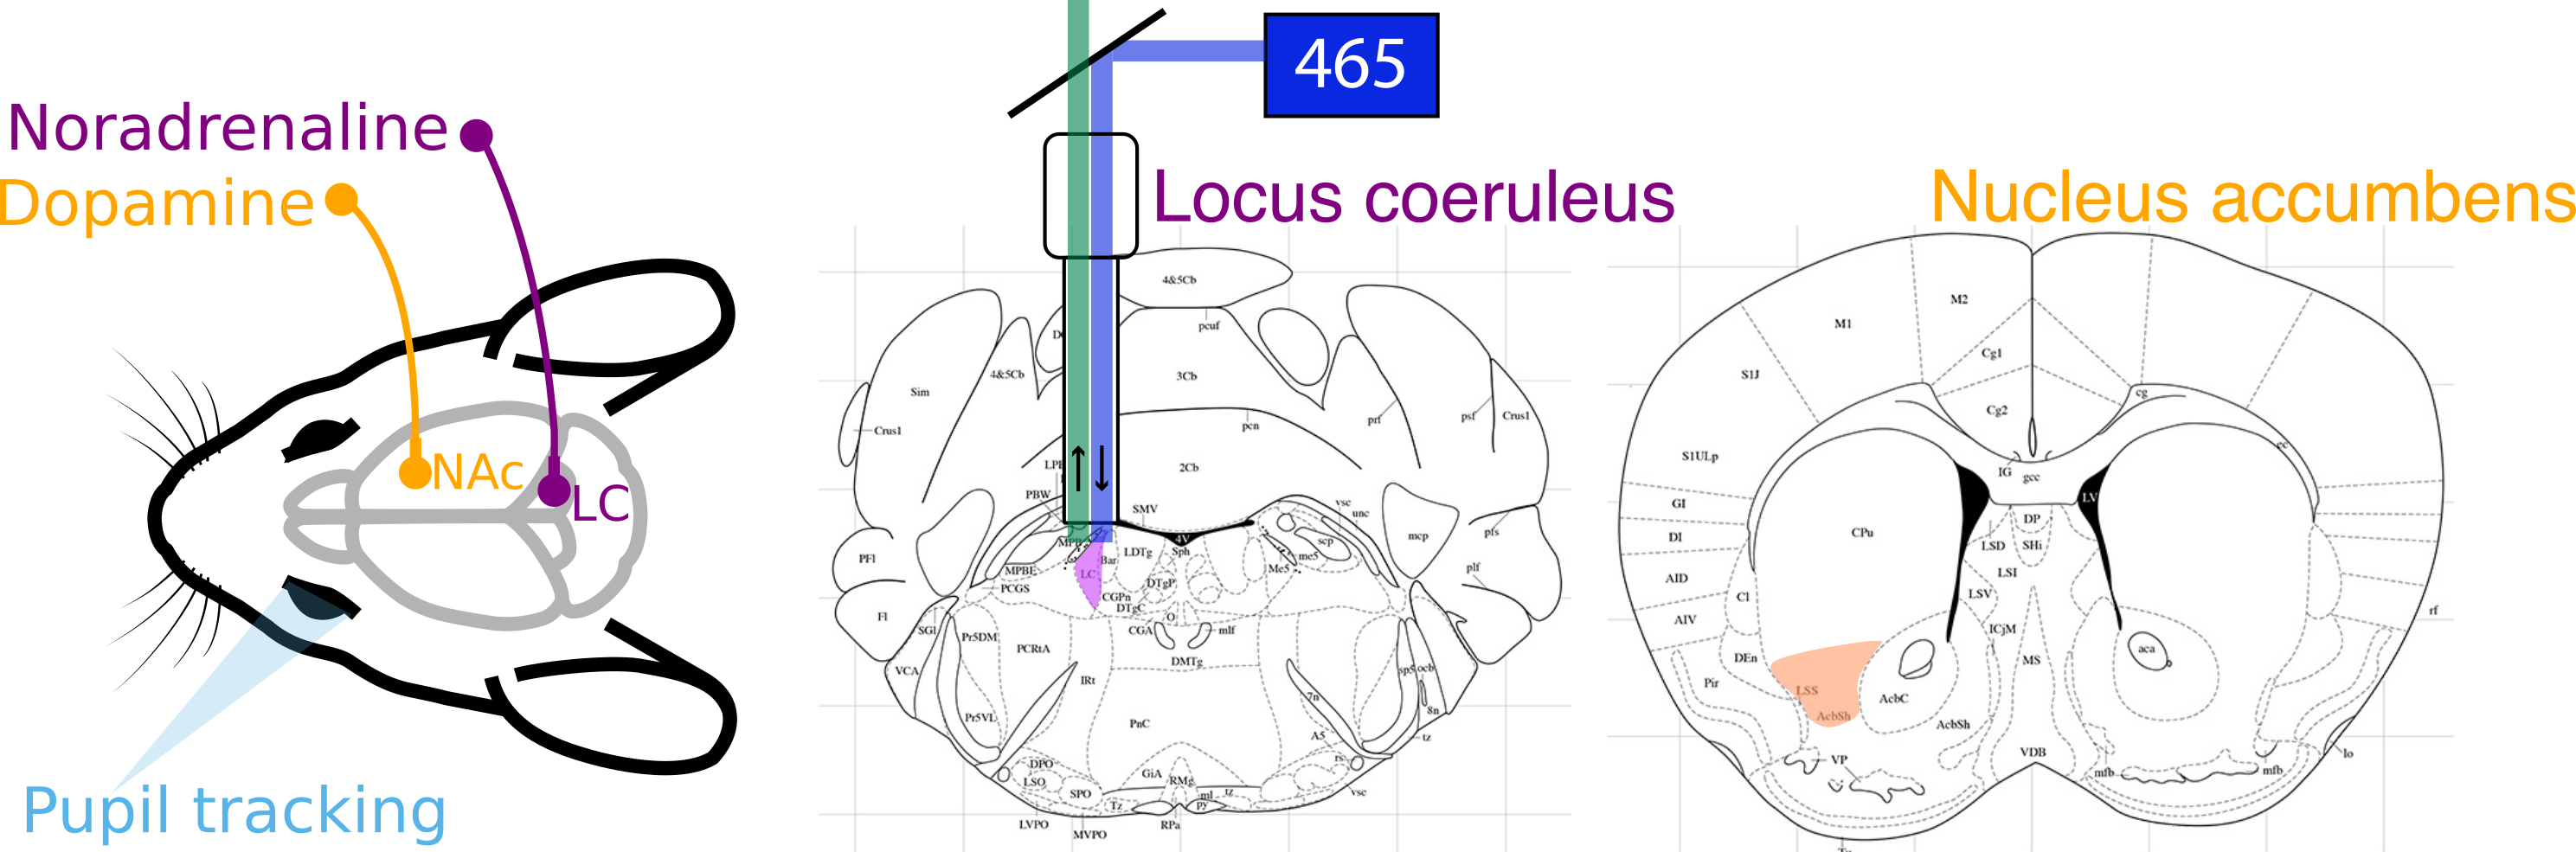 Noradrenaline
Dopamine
NAc
LC
Pupil tracking
465
Locus coeruleus
4&5Cb
pcuf
Sim
4&5Cb
3Cb
Crus1
pcn
prf
psf
Crus1
2Cb
PBW
SMV
vsc
unc
mcp
pfs
scp
4V
LDTg
Sph
me5
Me5
Bar
LC
PFl
MPBE
PCGS
DTgP
CGPn
DTgC
plf
Fl
SGl
Pr5DM
PCRtA
CGA
O
mlf
DMTg
sp5
ocb
VCA
IRt
7n
8n
Pr5VL
PnC
A5
tz
rs
DPO
LSO
SPO
GiA
RMg
ml
tz
vsc
Tz
py
LVPO
MVPO
RPa
Nucleus accumbens
M2
M1
Cg1
S1J
cg
Cg2
cc
S1ULp
IG
gcc
LV
GI
DP
CPu
DI
LSD
SHi
AID
LSI
LSV
Cl
AIV
rf
ICjM
DEn
MS
aca
Pir
LSS
AcbC
AcbSh
AcbSh
VP
VDB
mfb
mfb
lo